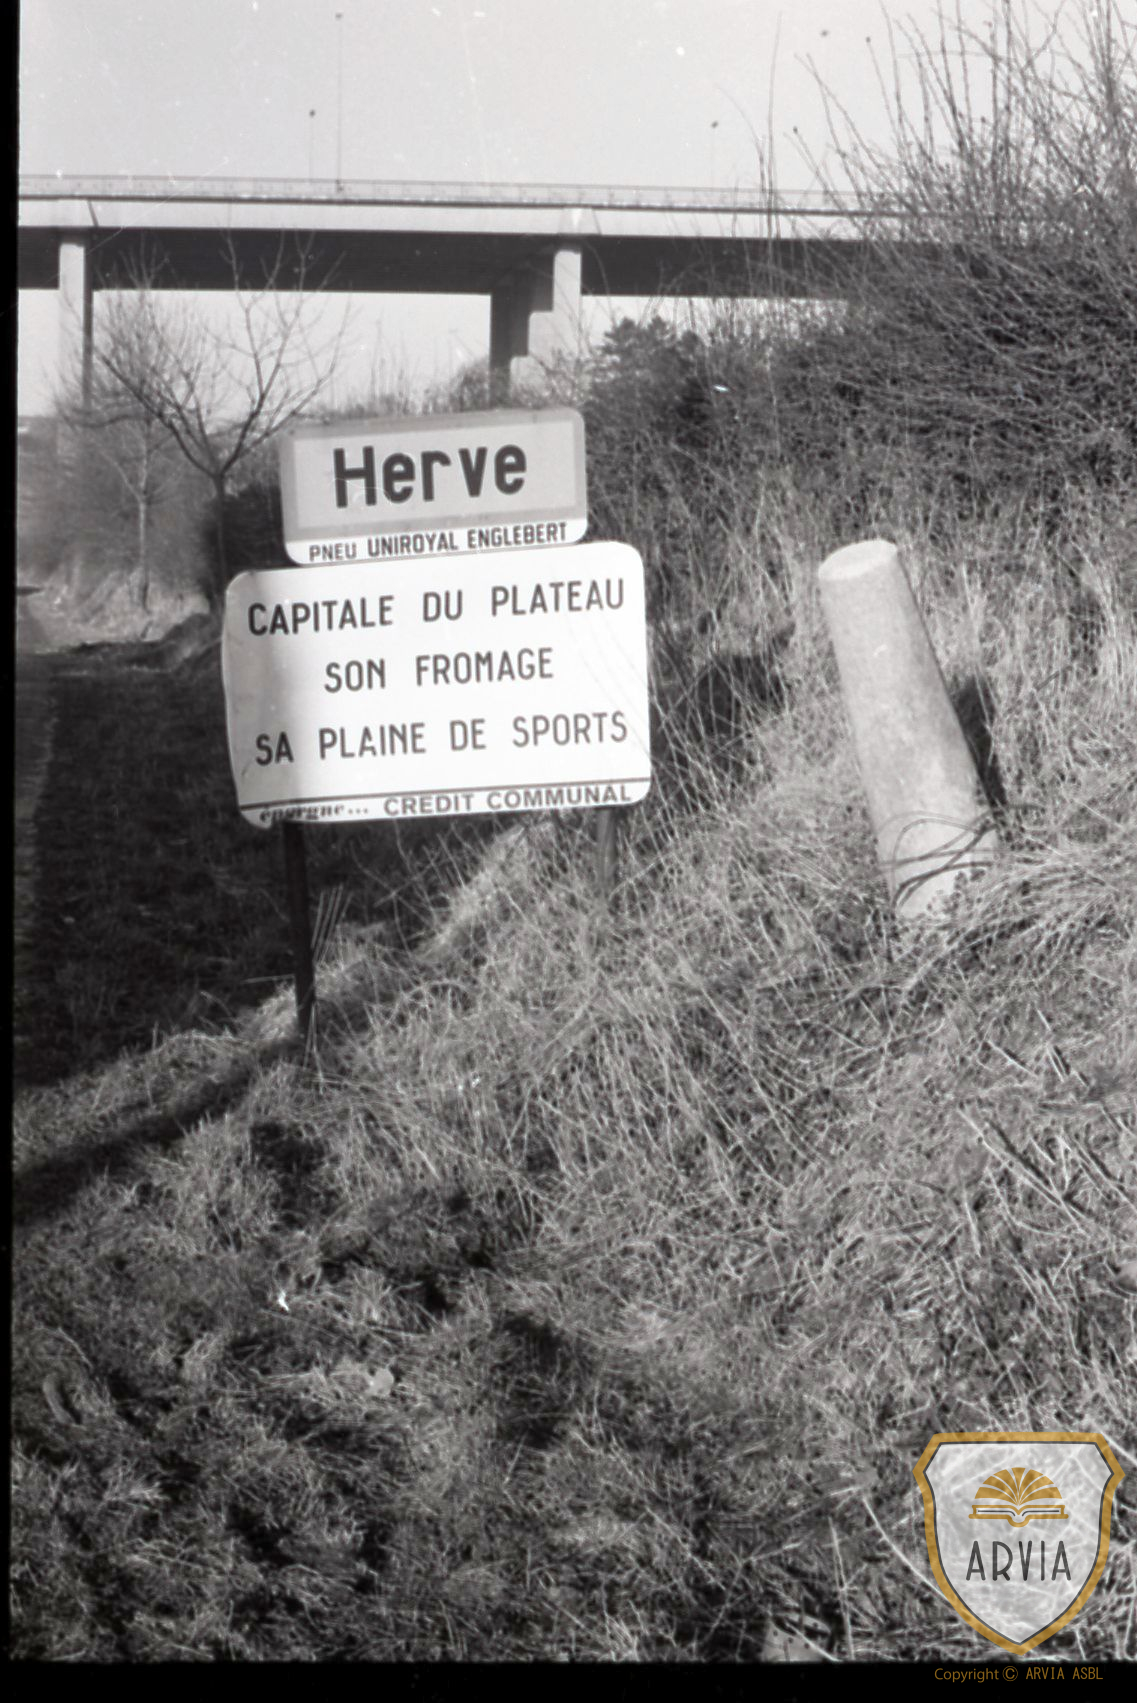 Herve
PNEU UNIROYAL ENGLEBERT
CAPITALE DU PLATEAU
SON FROMAGE
SA PLAINE DE SPORTS
épargne... CREDIT COMMUNAL
ARVIA
Copyright © ARVIA ASBL